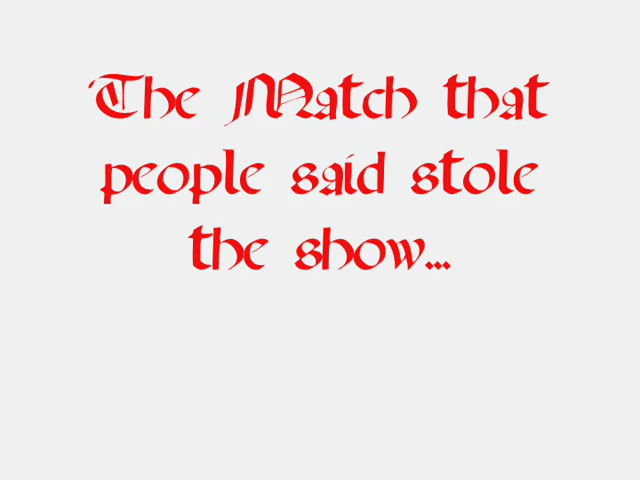 The Match that
people said stole
the show...